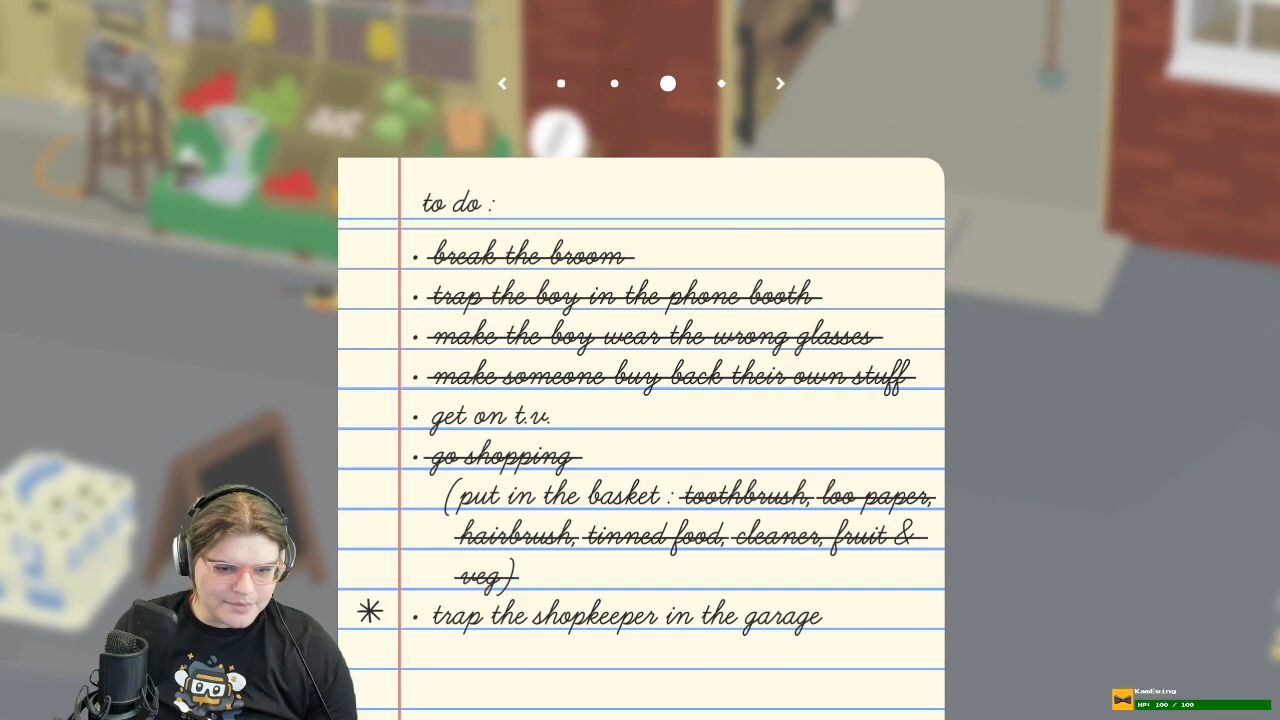 to do :
• break the broom
• trap the boy in the phone booth
• make the boy wear the wrong glasses
• make someone buy back their own stuff
• get on t.v.
• go shopping
(put in the basket : toothbrush, loo paper,
hairbrush, tinned food, cleaner, fruit &
veg)
• trap the shopkeeper in the garage
KamEwing
HP: 100 / 100